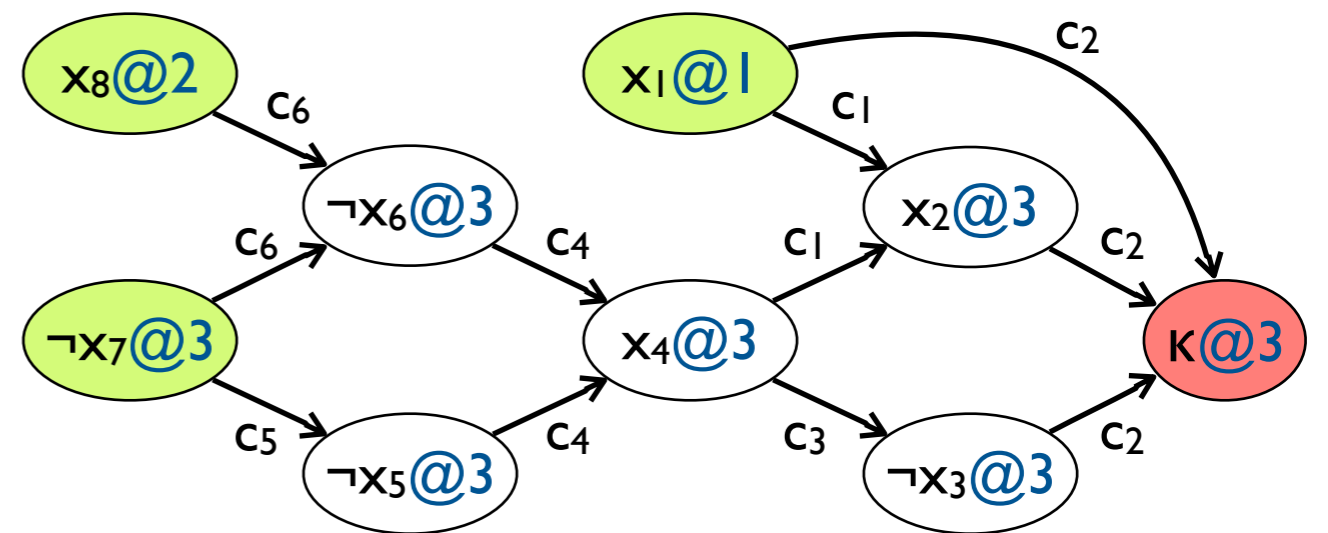 x₈@2
x₁@1
c₂
c₆
c₁
¬x₆@3
x₂@3
c₆
c₄
c₁
c₂
¬x₇@3
x₄@3
κ@3
c₅
c₄
c₃
c₂
¬x₅@3
¬x₃@3